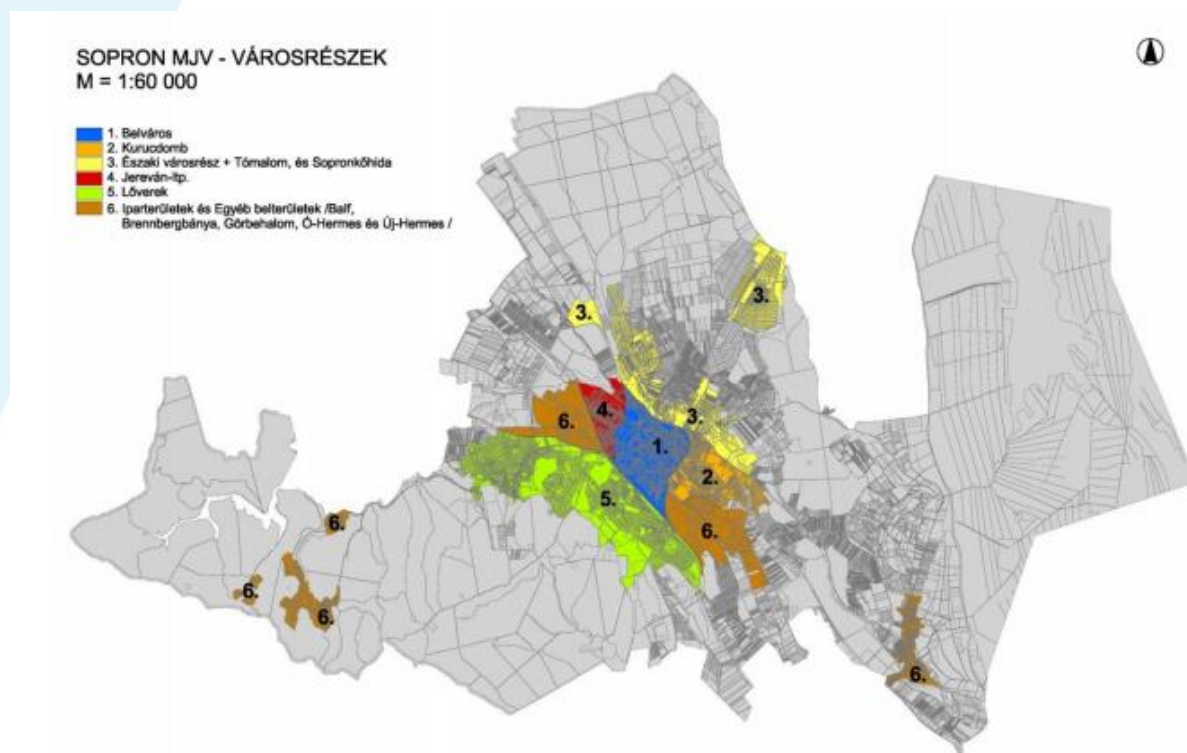 SOPRON MJV - VÁROSRÉSZEK
M = 1:60 000
1. Belváros
2. Kurucdomb
3. Északi városrész + Tómalom, és Sopronkőhida
4. Jereván-ltp.
5. Lőverek
6. Iparterületek és Egyéb belterületek /Balf,
Brennbergbánya, Görbehalom, Ó-Hermes és Új-Hermes /
3.
3.
4.
3.
6.
1.
2.
5.
6.
6.
6.
6.
6.